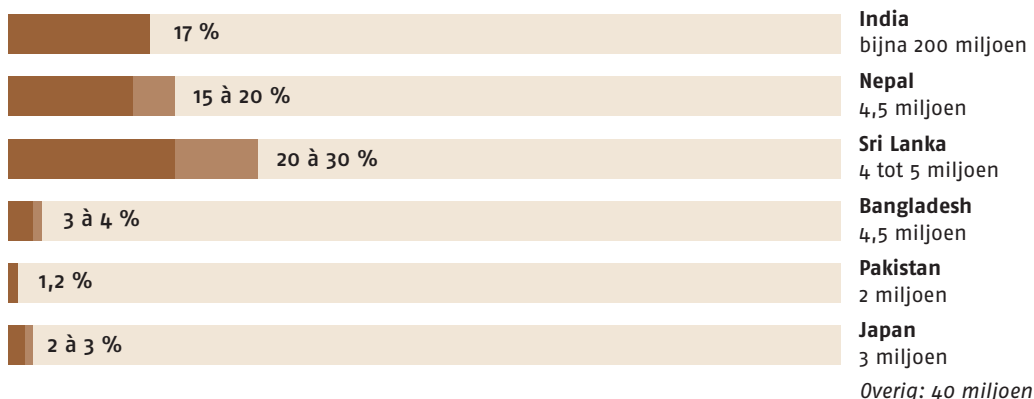 17 %
India
bijna 200 miljoen
15 à 20 %
Nepal
4,5 miljoen
20 à 30 %
Sri Lanka
4 tot 5 miljoen
3 à 4 %
Bangladesh
4,5 miljoen
1,2 %
Pakistan
2 miljoen
2 à 3 %
Japan
3 miljoen
Overig: 40 miljoen